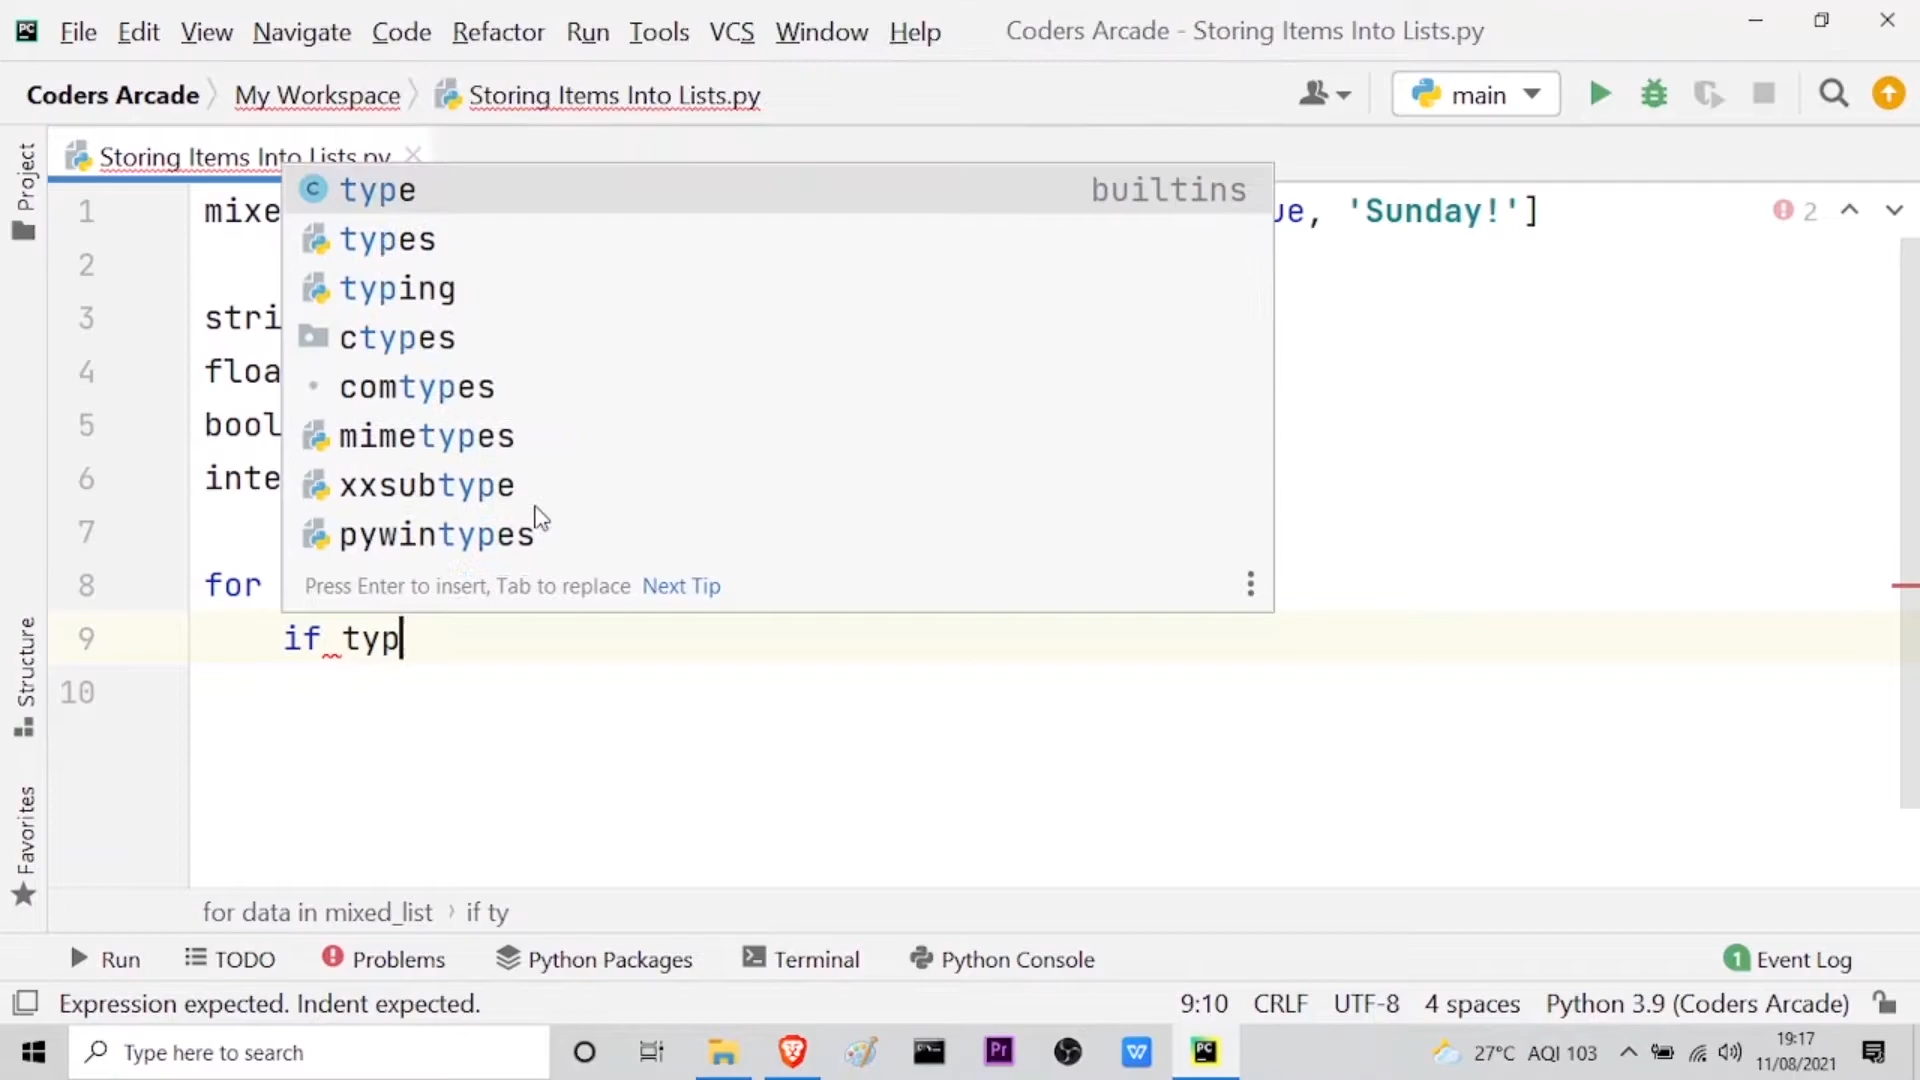 PC File Edit View Navigate Code Refactor Run Tools VCS Window Help Coders Arcade - Storing Items Into Lists.py
Coders Arcade My Workspace Storing Items Into Lists.py main
Project
Storing Items Into Lists.py
type builtins
1 mixe ue, 'Sunday!'] 2
types
2
typing
3 stri
ctypes
4 floa
comtypes
5 bool
mimetypes
6 inte
xxsubtype
7
pywintypes
8 for
Press Enter to insert, Tab to replace Next Tip
9 if typ
10
Structure
Favorites
for data in mixed_list › if ty
Run TODO Problems Python Packages Terminal Python Console 1 Event Log
Expression expected. Indent expected. 9:10 CRLF UTF-8 4 spaces Python 3.9 (Coders Arcade)
Type here to search Pr W PC 27°C AQI 103 19:17
11/08/2021